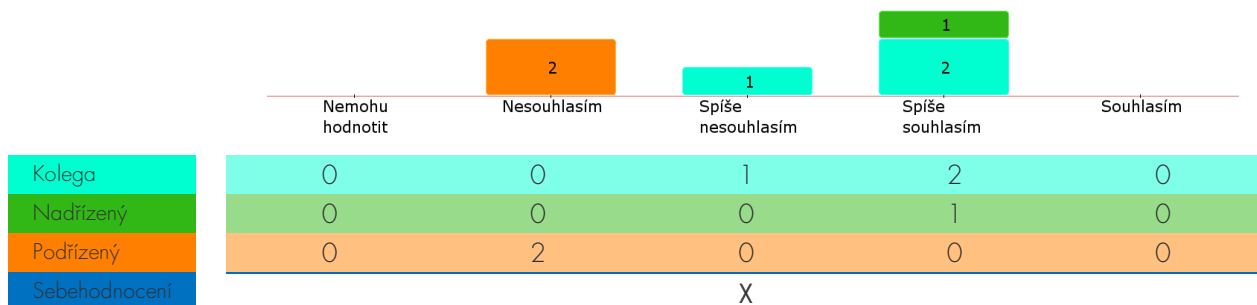 1
2
1
2
Nemohu hodnotit
Nesouhlasím
Spíše nesouhlasím
Spíše souhlasím
Souhlasím
Kolega 0 0 1 2 0
Nadřízený 0 0 0 1 0
Podřízený 0 2 0 0 0
Sebehodnocení X